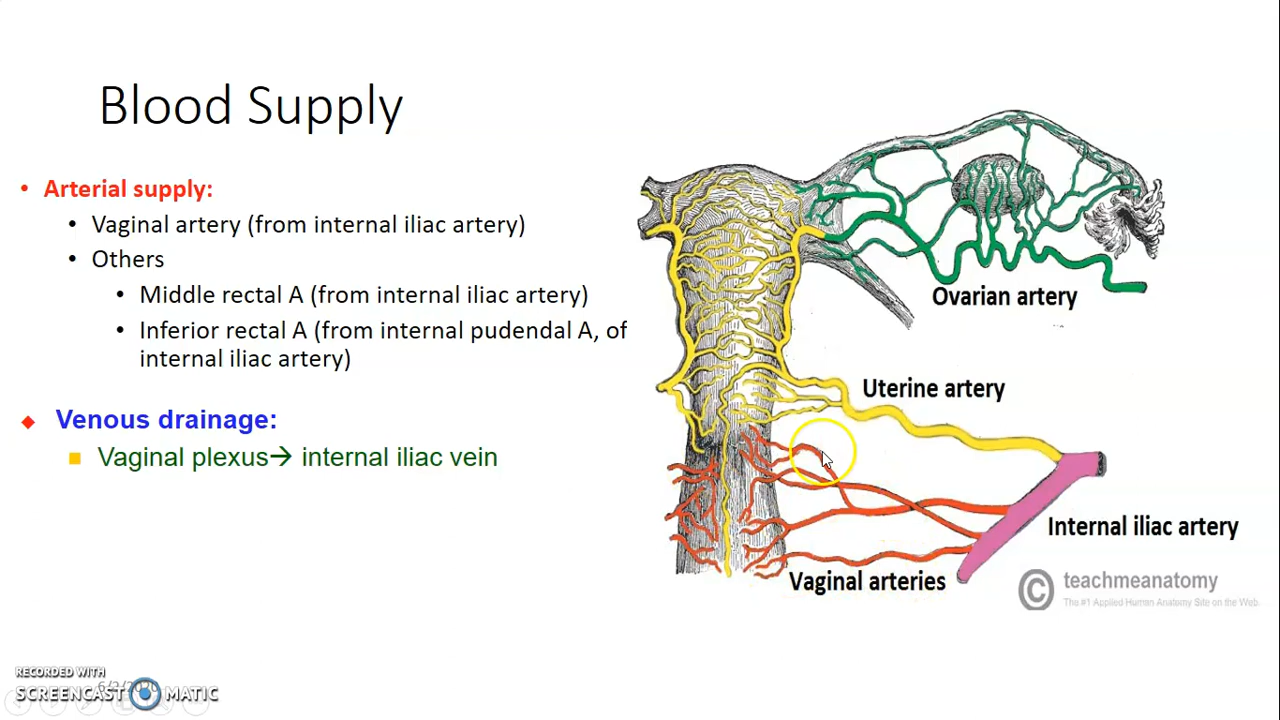 Blood Supply
• Arterial supply:
• Vaginal artery (from internal iliac artery)
• Others
• Middle rectal A (from internal iliac artery)
• Inferior rectal A (from internal pudendal A, of
internal iliac artery)
Venous drainage:
Vaginal plexus→ internal iliac vein
Ovarian artery
Uterine artery
Internal iliac artery
Vaginal arteries
© teachmeanatomy
The #1 Applied Human Anatomy Site on the Web.
RECORDED WITH
SCREENCAST MATIC